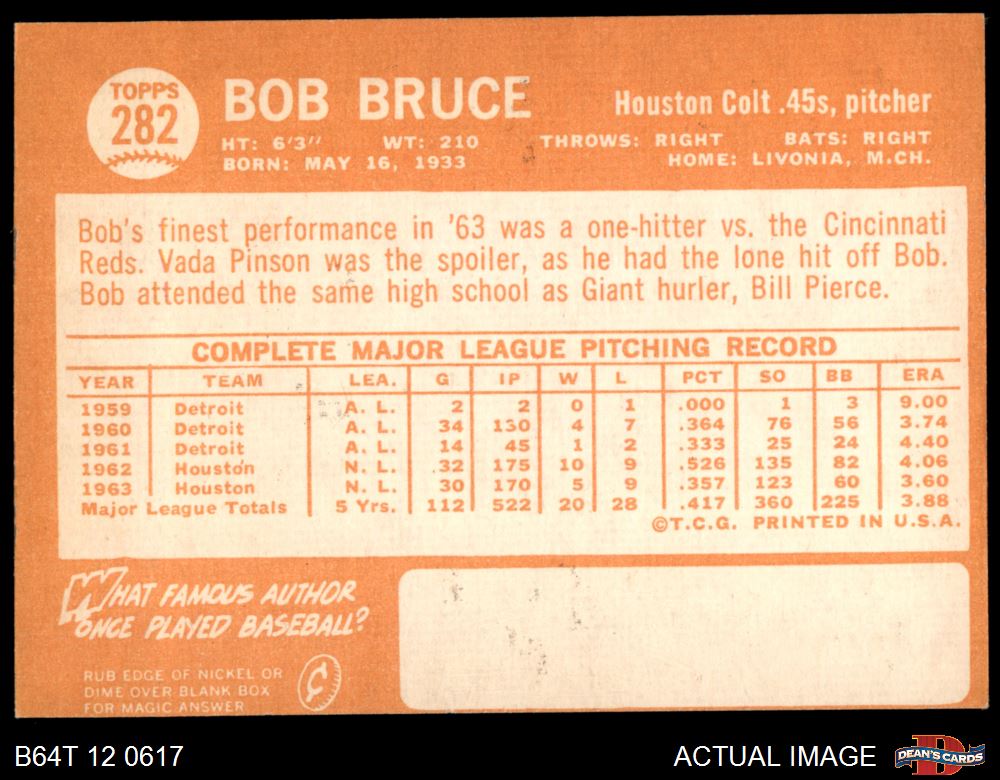 TOPPS
282
BOB BRUCE
Houston Colt .45s, pitcher
HT: 6'3" WT: 210 THROWS: RIGHT BATS: RIGHT
BORN: MAY 16, 1933 HOME: LIVONIA, M.CH.
Bob's finest performance in '63 was a one-hitter vs. the Cincinnati
Reds. Vada Pinson was the spoiler, as he had the lone hit off Bob.
Bob attended the same high school as Giant hurler, Bill Pierce.
COMPLETE MAJOR LEAGUE PITCHING RECORD
YEAR TEAM LEA. G IP W L PCT SO BB ERA
1959 Detroit A. L. 2 2 0 1 .000 1 3 9.00
1960 Detroit A. L. 34 130 4 7 .364 76 56 3.74
1961 Detroit A. L. 14 45 1 2 .333 25 24 4.40
1962 Houston N. L. 32 175 10 9 .526 135 82 4.06
1963 Houston N. L. 30 170 5 9 .357 123 60 3.60
Major League Totals 5 Yrs. 112 522 20 28 .417 360 225 3.88
©T.C.G. PRINTED IN U.S.A.
WHAT FAMOUS AUTHOR
ONCE PLAYED BASEBALL?
RUB EDGE OF NICKEL OR
DIME OVER BLANK BOX
FOR MAGIC ANSWER
¢
B64T 12 0617
ACTUAL IMAGE
D
DEAN'S CARDS